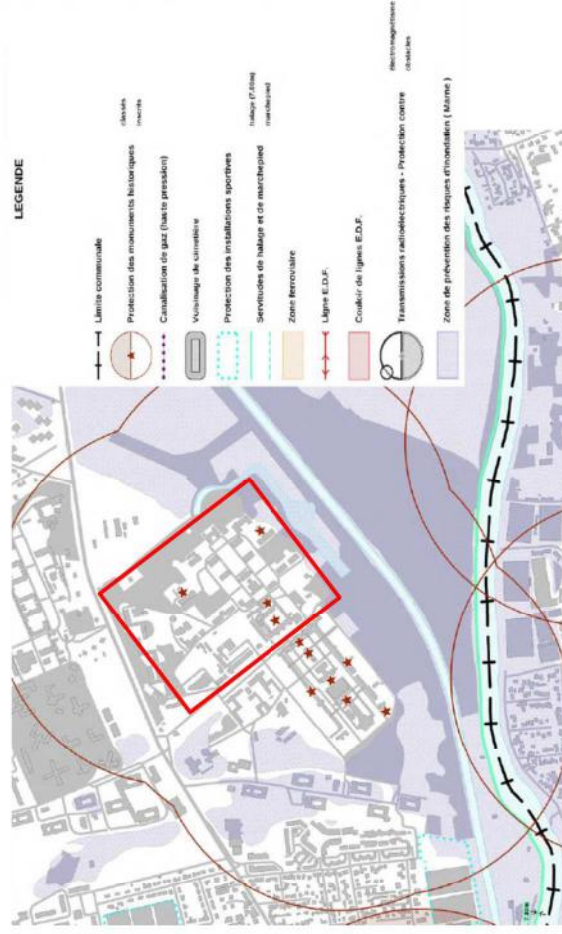 LEGENDE
Limite communale
Protection des monuments historiques
classés
inscrits
Canalisation de gaz (haute pression)
Voisinage de cimetière
Protection des installations sportives
Servitudes de halage et de marchepied
halage (7,80m)
marchepied
Zone ferroviaire
Ligne E.D.F.
Couloir de lignes E.D.F.
Transmissions radioélectriques - Protection contre
électromagnétisme
obstacles
Zone de prévention des risques d'inondation ( Marne )